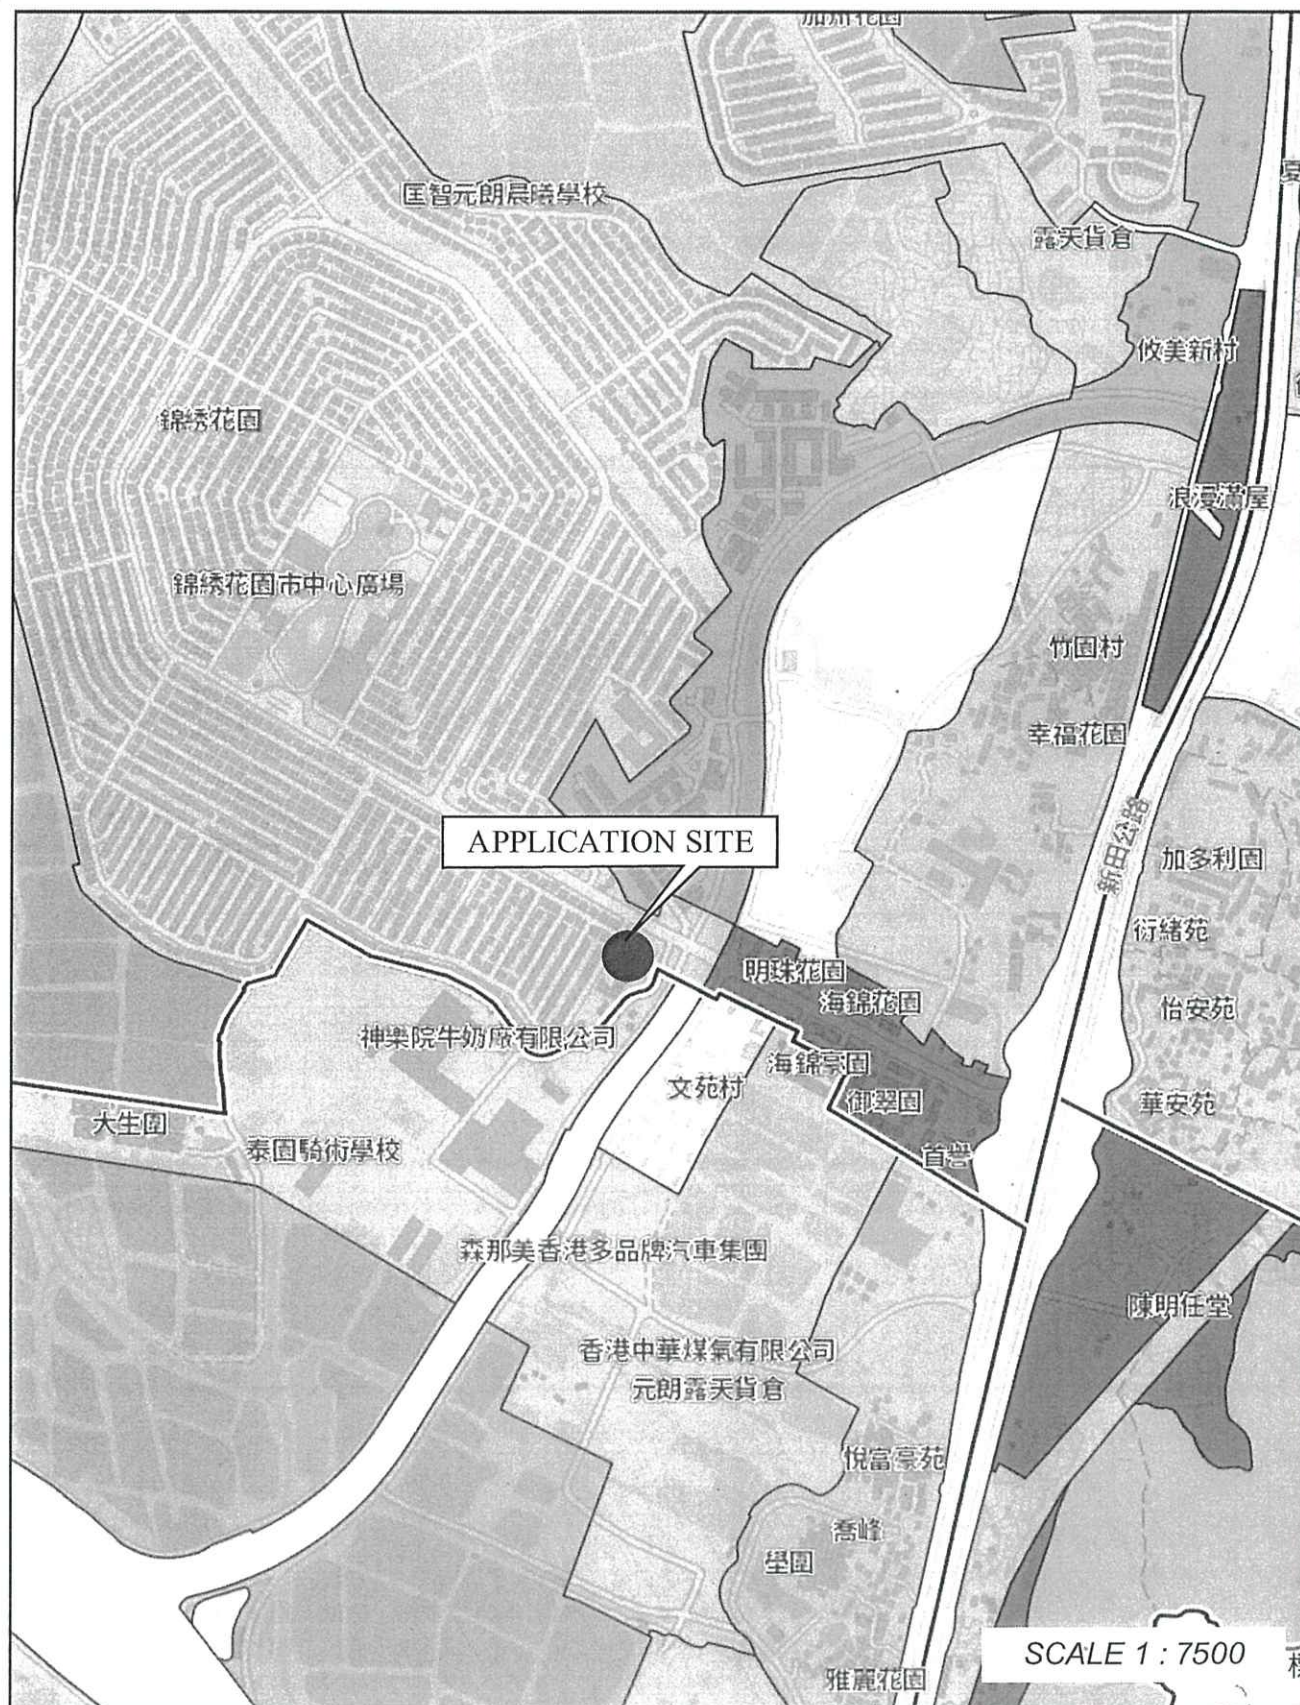 加州花園
匡智元朗晨曦學校
露天貨倉
攸美新村
錦綉花園
浪漫滿屋
錦綉花園市中心廣場
竹園村
幸福花園
新田公路
APPLICATION SITE
加多利園
衍緒苑
明珠花園
海錦花園
怡安苑
神樂院牛奶廠有限公司
海錦豪園
文苑村
御翠園
華安苑
大生圍
泰園騎術學校
首譽
森那美香港多品牌汽車集團
陳明任堂
香港中華煤氣有限公司
元朗露天貨倉
悅富豪苑
喬峰
壆圍
雅麗花園
SCALE 1 : 7500